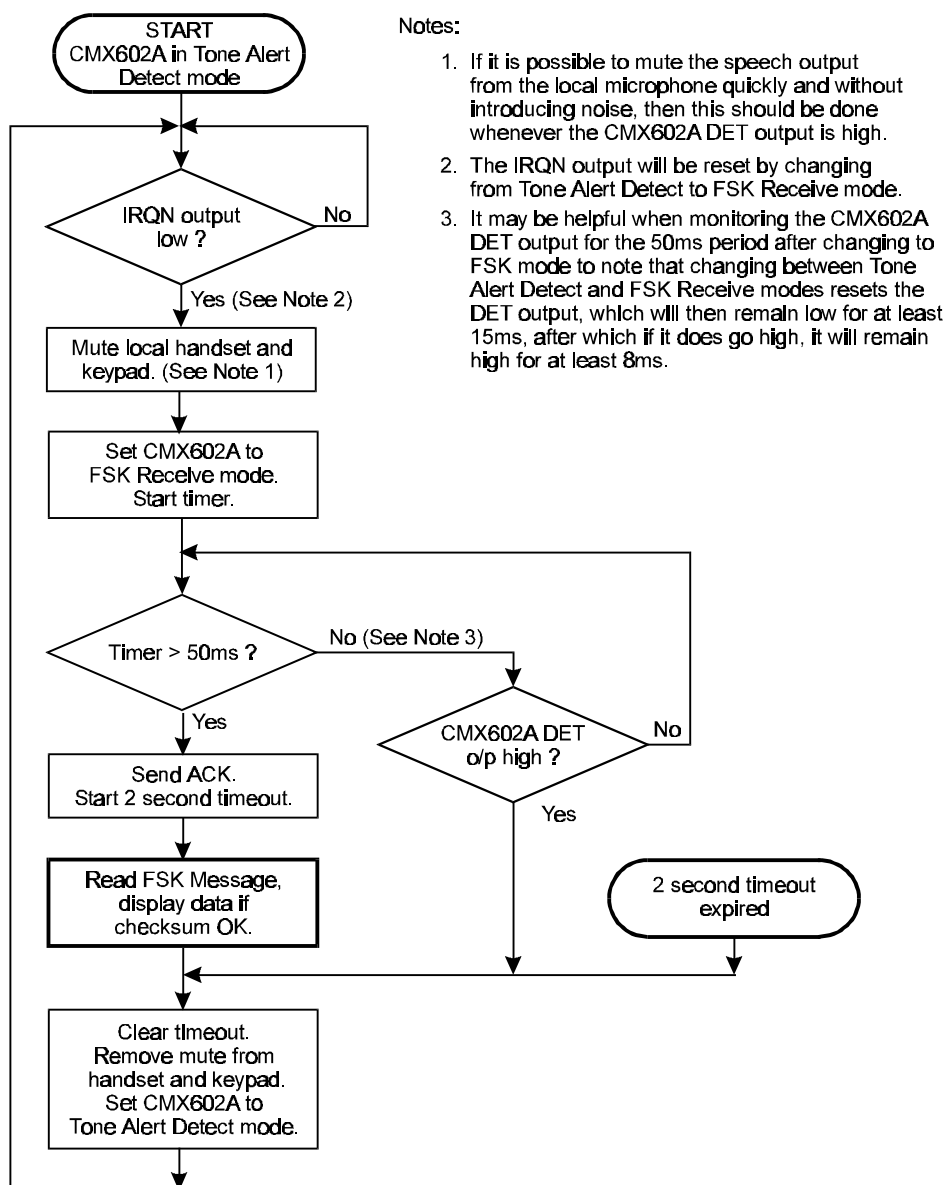 START
CMX602A in Tone Alert
Detect mode
Notes:
1. If it is possible to mute the speech output
from the local microphone quickly and without
introducing noise, then this should be done
whenever the CMX602A DET output is high.
2. The IRQN output will be reset by changing
from Tone Alert Detect to FSK Receive mode.
3. It may be helpful when monitoring the CMX602A
DET output for the 50ms period after changing to
FSK mode to note that changing between Tone
Alert Detect and FSK Receive modes resets the
DET output, which will then remain low for at least
15ms, after which if it does go high, it will remain
high for at least 8ms.
IRQN output
low ?
No
Yes (See Note 2)
Mute local handset and
keypad. (See Note 1)
Set CMX602A to
FSK Receive mode.
Start timer.
Timer > 50ms ?
No (See Note 3)
Yes
CMX602A DET
o/p high ?
No
Yes
Send ACK.
Start 2 second timeout.
Read FSK Message,
display data if
checksum OK.
2 second timeout
expired
Clear timeout.
Remove mute from
handset and keypad.
Set CMX602A to
Tone Alert Detect mode.